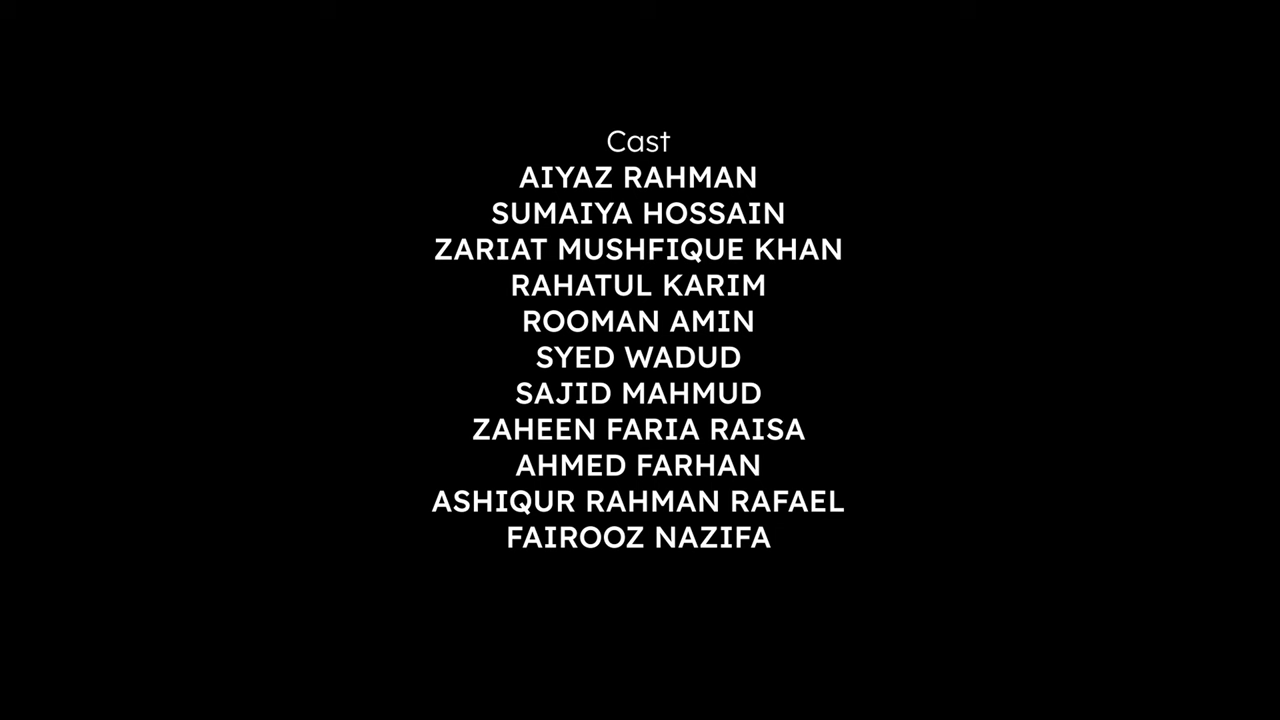 Cast
AIYAZ RAHMAN
SUMAIYA HOSSAIN
ZARIAT MUSHFIQUE KHAN
RAHATUL KARIM
ROOMAN AMIN
SYED WADUD
SAJID MAHMUD
ZAHEEN FARIA RAISA
AHMED FARHAN
ASHIQUR RAHMAN RAFAEL
FAIROOZ NAZIFA